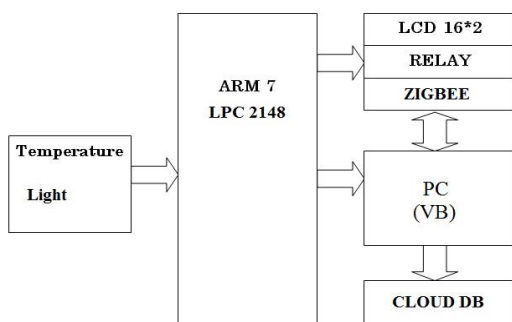 Temperature
Light
ARM 7
LPC 2148
LCD 16*2
RELAY
ZIGBEE
PC
(VB)
CLOUD DB